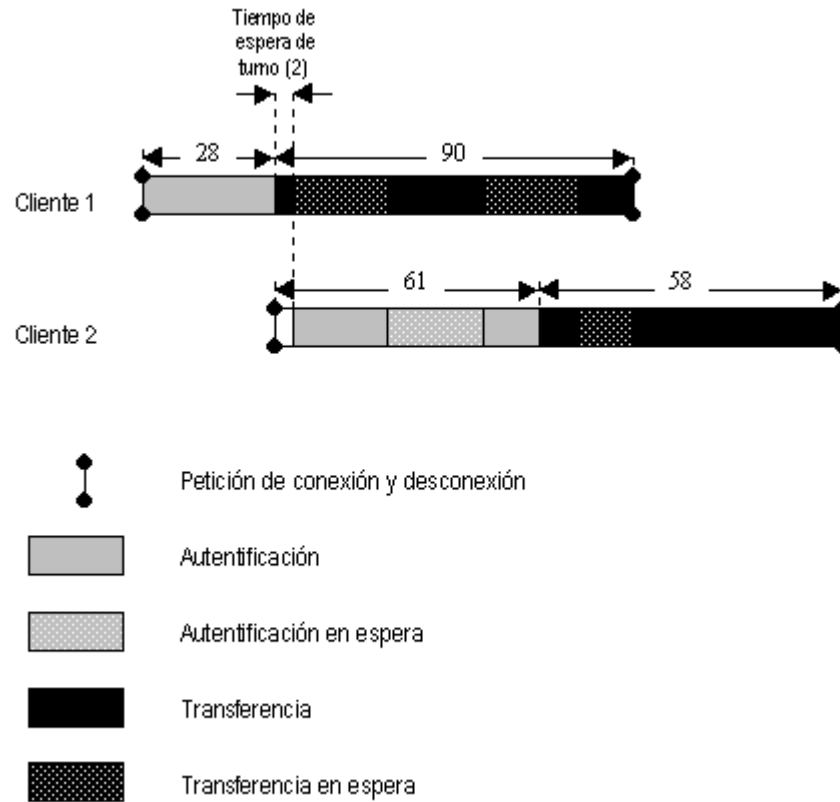 Tiempo de
espera de
turno (2)
28
90
Cliente 1
61
58
Cliente 2
Petición de conexión y desconexión
Autentificación
Autentificación en espera
Transferencia
Transferencia en espera